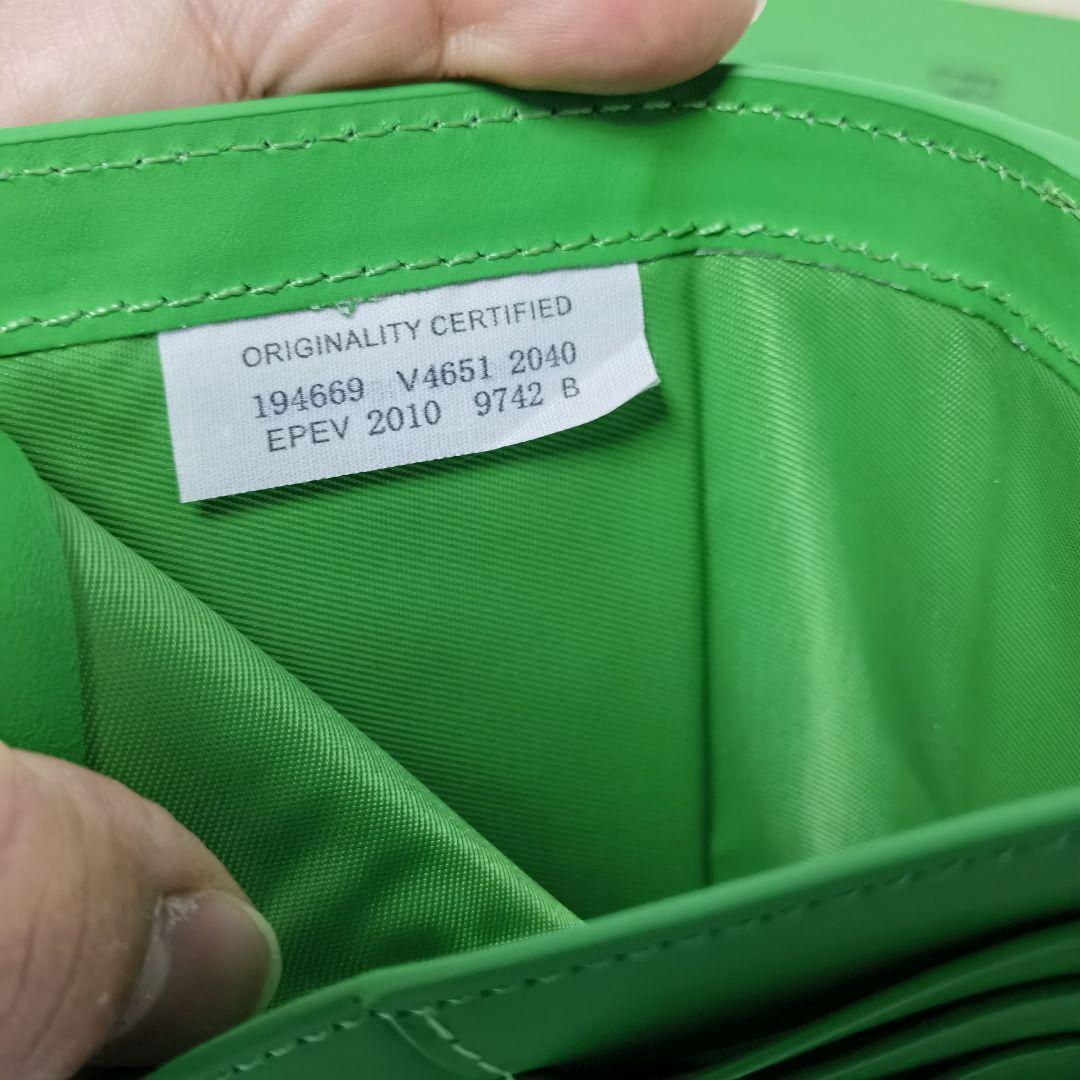 ORIGINALITY CERTIFIED
194669 V4651 2040
EPEV 2010 9742 B